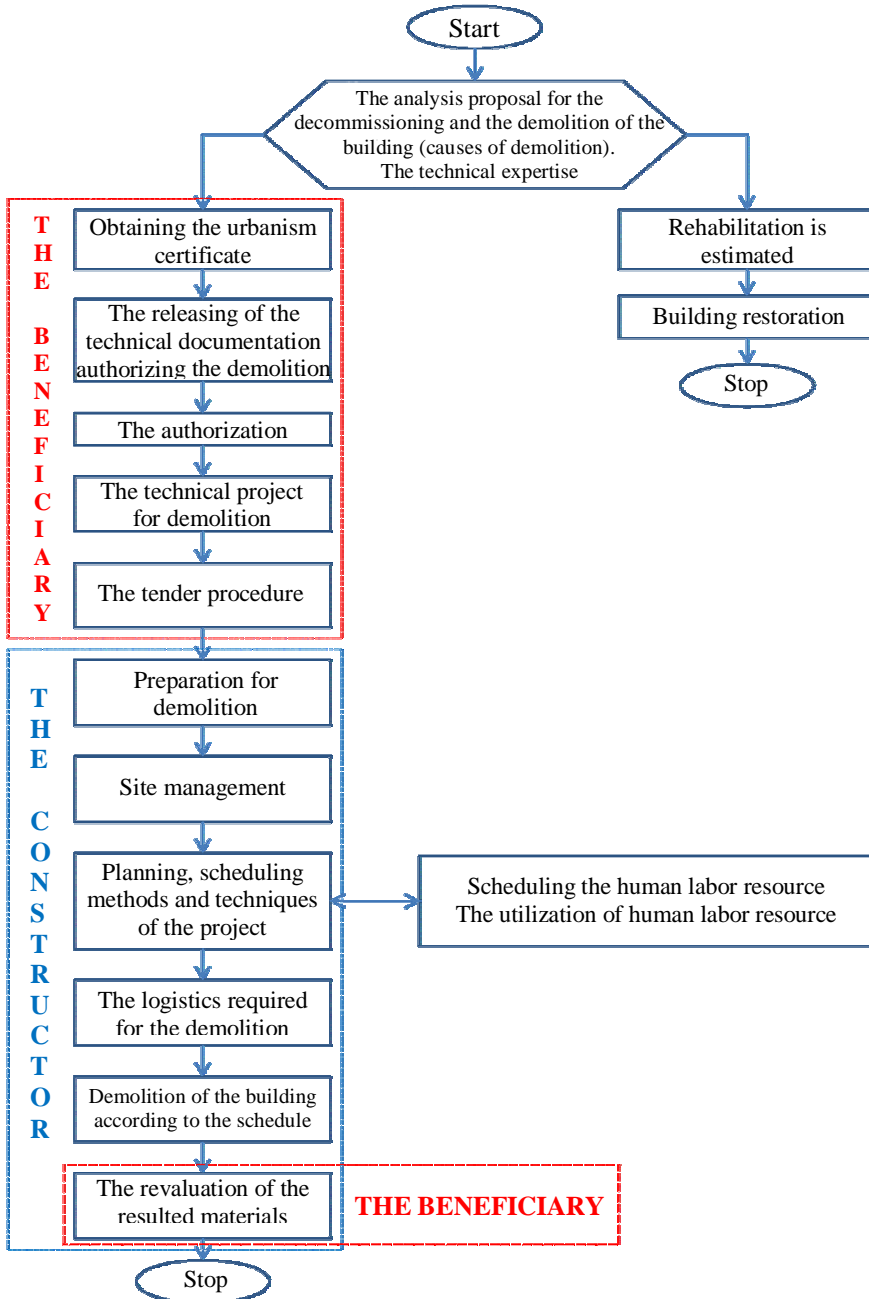 Start
The analysis proposal for the
decommissioning and the demolition of the
building (causes of demolition).
The technical expertise
THE BENEFICIARY
Obtaining the urbanism
certificate
The releasing of the
technical documentation
authorizing the demolition
The authorization
The technical project
for demolition
The tender procedure
Rehabilitation is
estimated
Building restoration
Stop
THE CONSTRUCTOR
Preparation for
demolition
Site management
Planning, scheduling
methods and techniques
of the project
Scheduling the human labor resource
The utilization of human labor resource
The logistics required
for the demolition
Demolition of the building
according to the schedule
The revaluation of the
resulted materials
THE BENEFICIARY
Stop